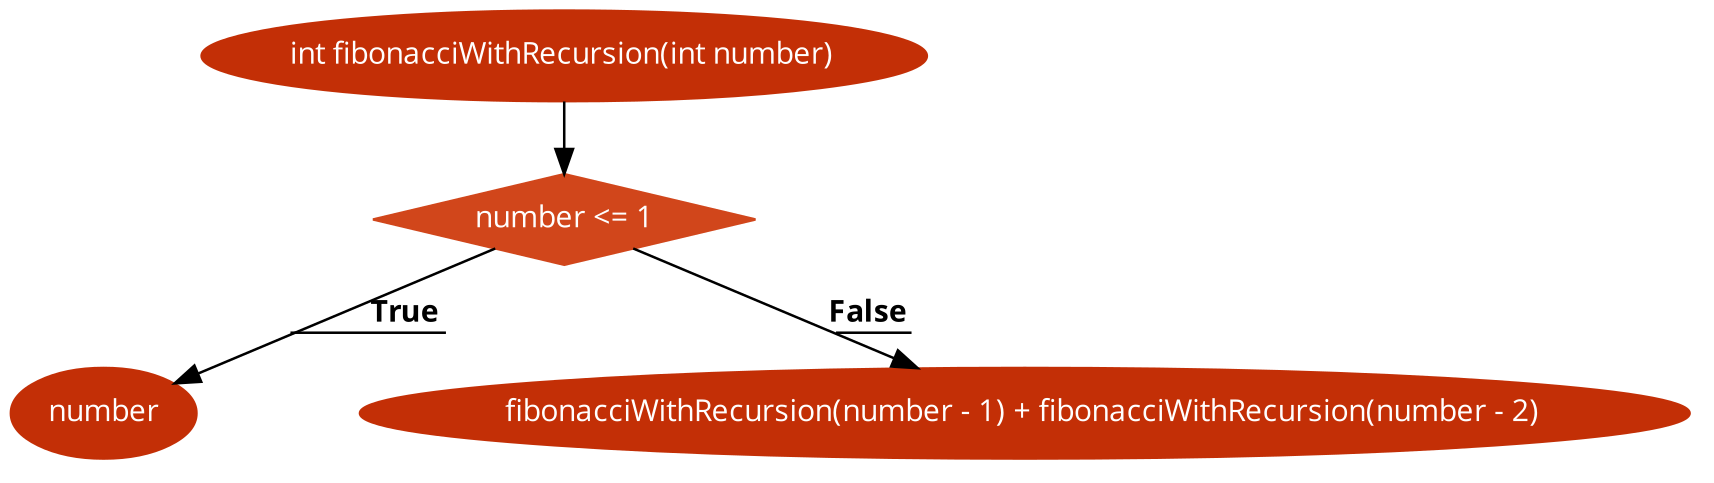 int fibonacciWithRecursion(int number)
number <= 1
True
False
number
fibonacciWithRecursion(number - 1) + fibonacciWithRecursion(number - 2)